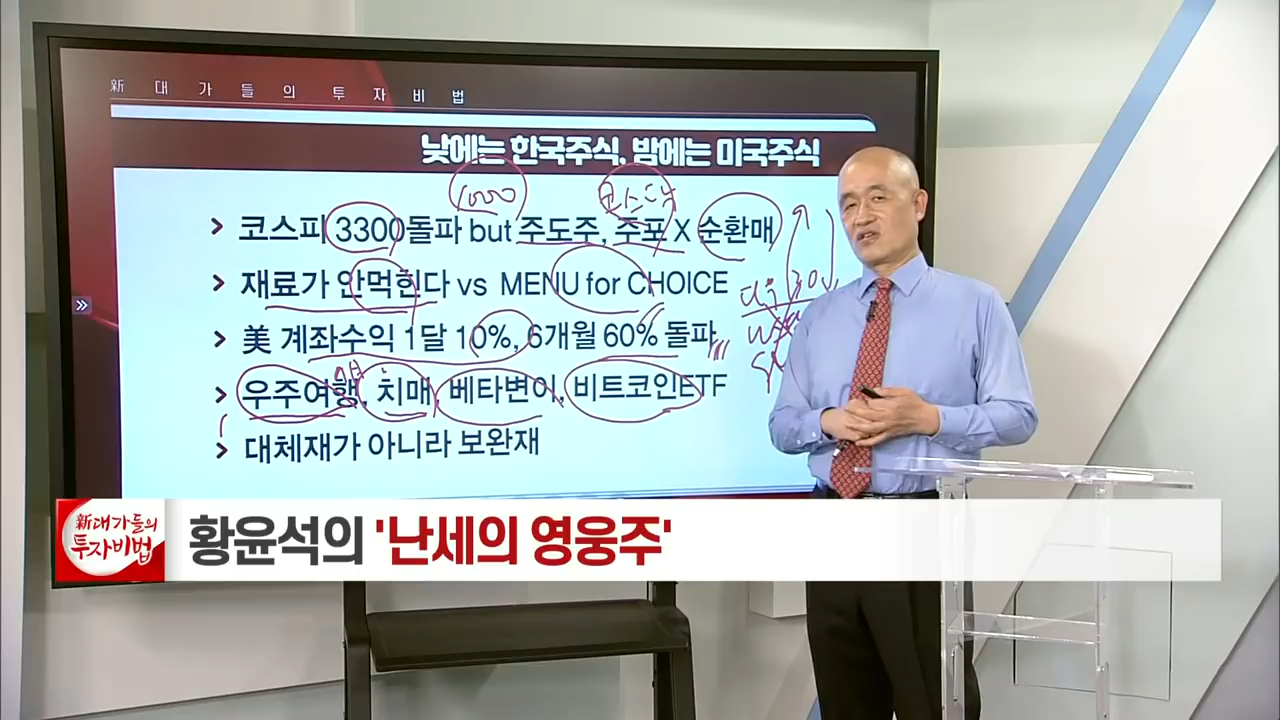 新 대가들의 투자비법
낮에는 한국주식, 밤에는 미국주식
1000
코스닥
> 코스피 3300돌파 but 주도주, 주포 X 순환매
> 재료가 안먹힌다 vs MENU for CHOICE
다우 30
> 美 계좌수익 1달 10%, 6개월 60% 돌파
> 우주여행, 치매, 베타변이, 비트코인ETF
> 대체재가 아니라 보완재
新대가들의
투자비법
황윤석의 '난세의 영웅주'